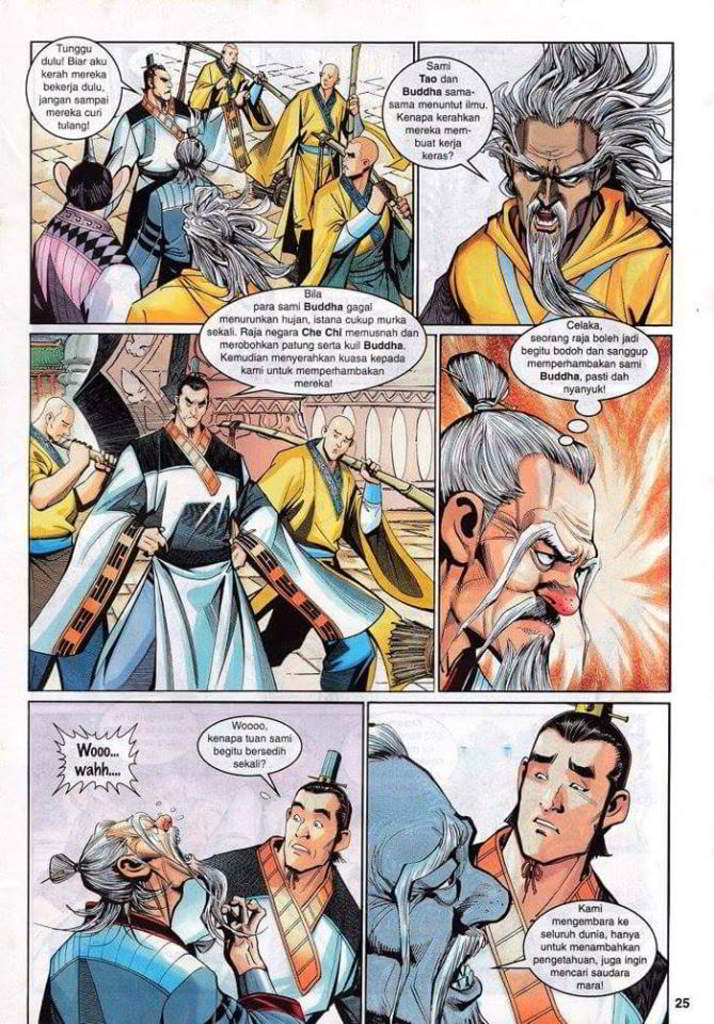 Tunggu
dulu! Biar aku
kerah mereka
bekerja dulu,
jangan sampai
mereka curi
tulang!
Sami
Tao dan
Buddha sama-
sama menuntut ilmu.
Kenapa kerahkan
mereka mem-
buat kerja
keras?
Bila
para sami Buddha gagal
menurunkan hujan, istana cukup murka
sekali. Raja negara Che Chi memusnah dan
merobohkan patung serta kuil Buddha.
Kemudian menyerahkan kuasa kepada
kami untuk memperhambakan
mereka!
Celaka,
seorang raja boleh jadi
begitu bodoh dan sanggup
memperhambakan sami
Buddha, pasti dah
nyanyuk!
Wooo...
wahh....
Woooo,
kenapa tuan sami
begitu bersedih
sekali?
Kami
mengembara ke
seluruh dunia, hanya
untuk menambahkan
pengetahuan, juga ingin
mencari saudara
mara!
25